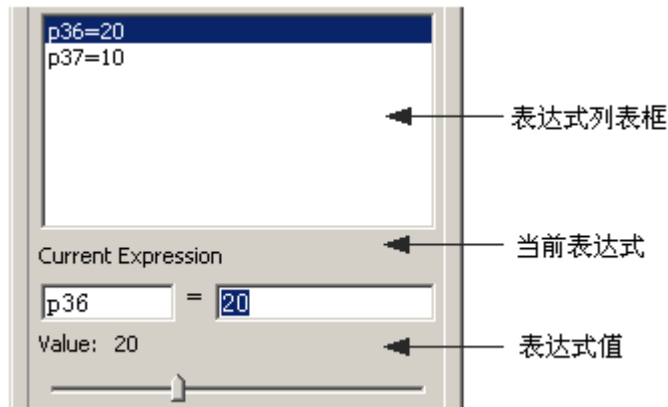 p36=20
p37=10
表达式列表框
当前表达式
Current Expression
p36 = 20
Value: 20
表达式值